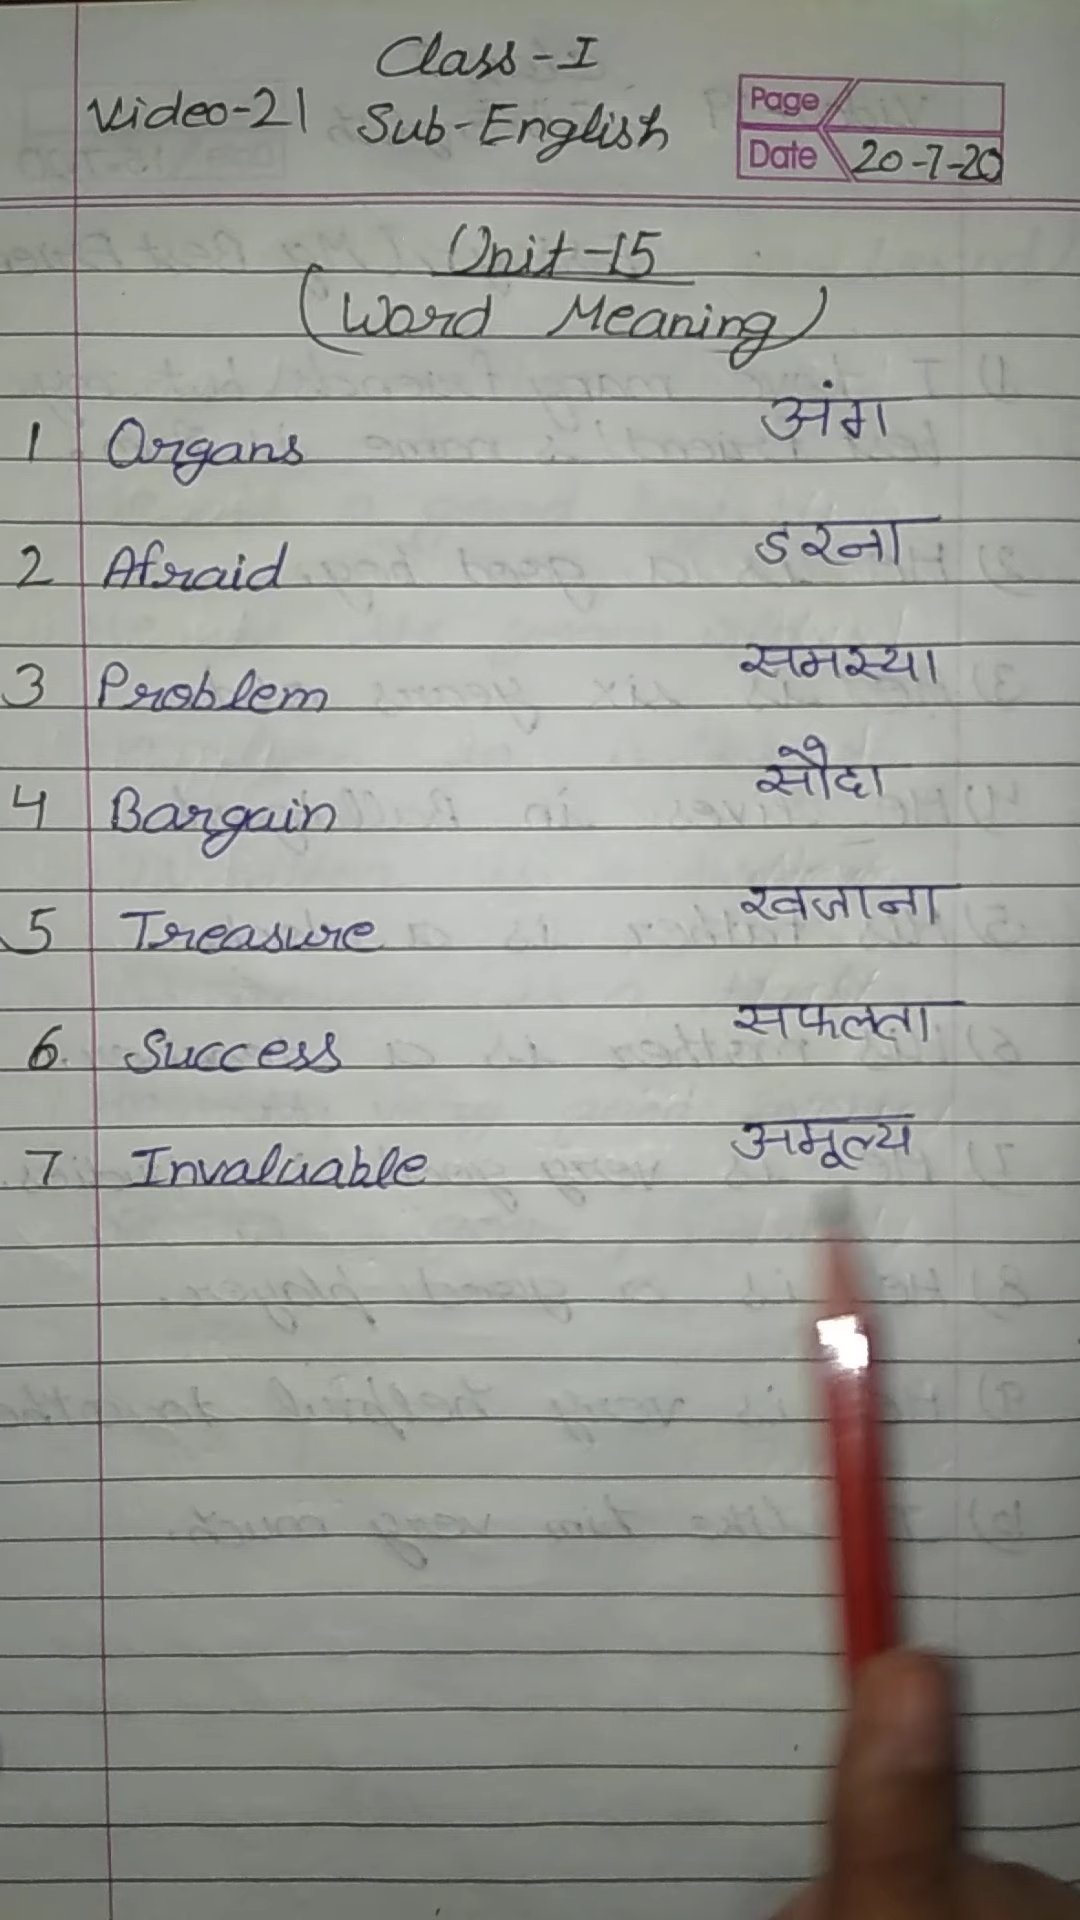 Class-I
Video-21 Sub-English
Page
Date 20-7-20
Unit-15
(Word Meaning)
1 Organs अंग
2 Afraid डरना
3 Problem समस्या
4 Bargain सौदा
5 Treasure खजाना
6. Success सफलता
7 Invaluable अमूल्य